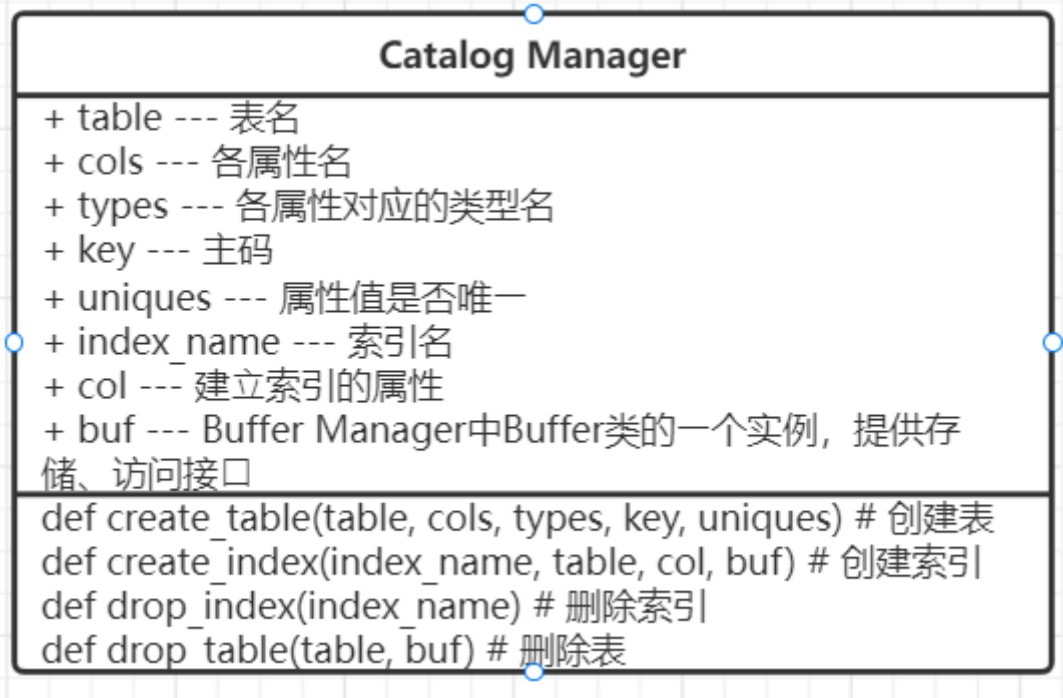 Catalog Manager
+ table --- 表名
+ cols --- 各属性名
+ types --- 各属性对应的类型名
+ key --- 主码
+ uniques --- 属性值是否唯一
+ index_name --- 索引名
+ col --- 建立索引的属性
+ buf --- Buffer Manager中Buffer类的一个实例，提供存
储、访问接口
def create_table(table, cols, types, key, uniques) # 创建表
def create_index(index_name, table, col, buf) # 创建索引
def drop_index(index_name) # 删除索引
def drop_table(table, buf) # 删除表